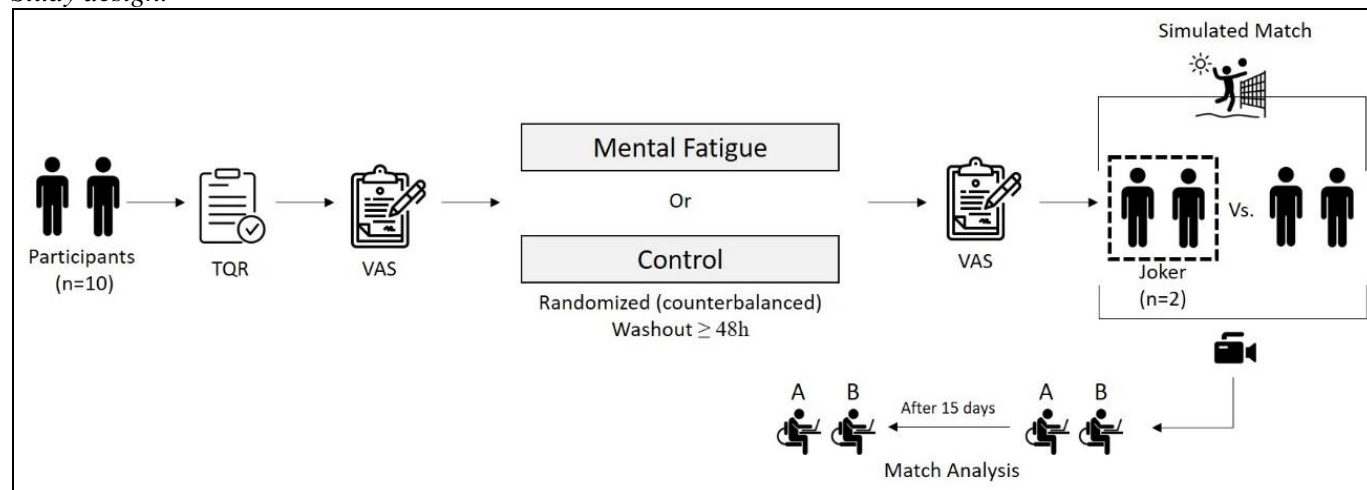 Study design.
Simulated Match
Mental Fatigue
Or
Control
Randomized (counterbalanced)
Washout ≥ 48h
Participants
(n=10)
TQR
VAS
VAS
Vs.
Joker
(n=2)
A B
After 15 days
A B
Match Analysis